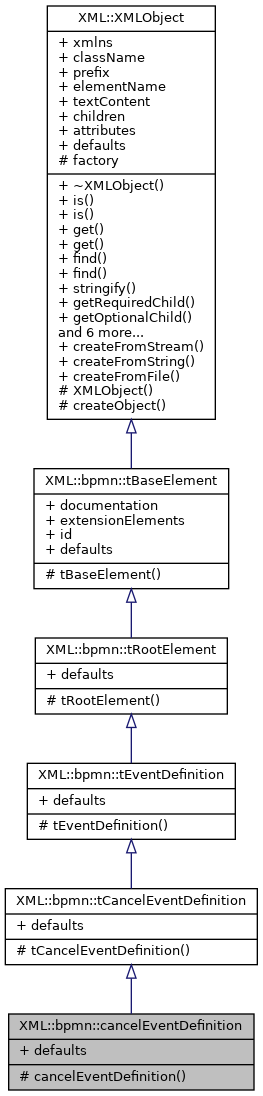 XML::XMLObject
+ xmlns
+ className
+ prefix
+ elementName
+ textContent
+ children
+ attributes
+ defaults
# factory
+ ~XMLObject()
+ is()
+ is()
+ get()
+ get()
+ find()
+ find()
+ stringify()
+ getRequiredChild()
+ getOptionalChild()
and 6 more...
+ createFromStream()
+ createFromString()
+ createFromFile()
# XMLObject()
# createObject()
XML::bpmn::tBaseElement
+ documentation
+ extensionElements
+ id
+ defaults
# tBaseElement()
XML::bpmn::tRootElement
+ defaults
# tRootElement()
XML::bpmn::tEventDefinition
+ defaults
# tEventDefinition()
XML::bpmn::tCancelEventDefinition
+ defaults
# tCancelEventDefinition()
XML::bpmn::cancelEventDefinition
+ defaults
# cancelEventDefinition()